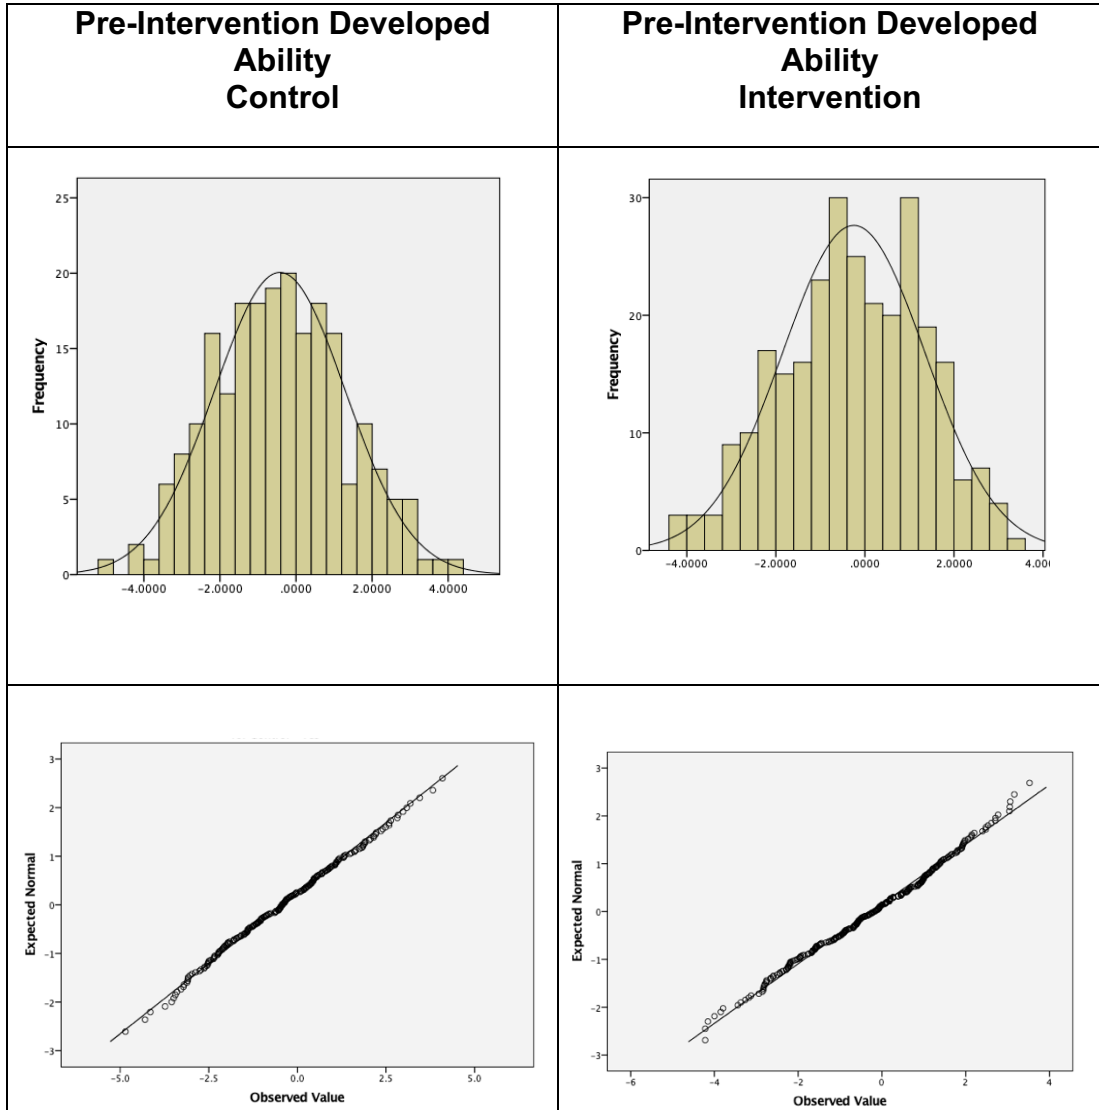 Pre-Intervention Developed
Ability
Control
Pre-Intervention Developed
Ability
Intervention
25
20
15
10
5
0
Frequency
-4.0000 -2.0000 .0000 2.0000 4.0000
30
20
10
0
Frequency
-4.0000 -2.0000 .0000 2.0000 4.00
3
2
1
0
-1
-2
-3
Expected Normal
-5.0 -2.5 0.0 2.5 5.0
Observed Value
3
2
1
0
-1
-2
-3
Expected Normal
-6 -4 -2 0 2 4
Observed Value